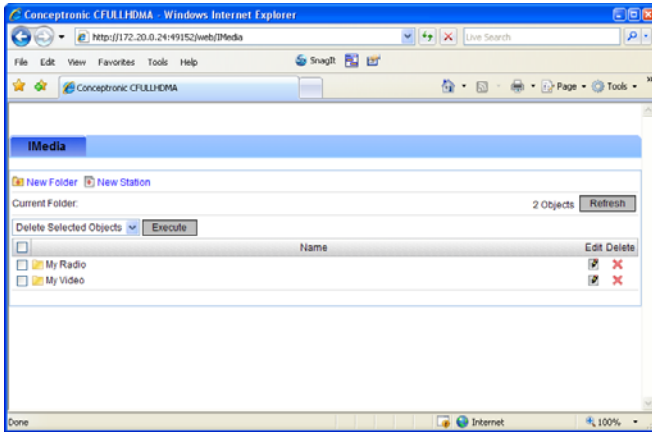 Conceptronic CFULLHDMA - Windows Internet Explorer
http://172.20.0.24:49152/web/IMedia
Live Search
File Edit View Favorites Tools Help
SnagIt
Conceptronic CFULLHDMA
Page Tools
IMedia
New Folder New Station
Current Folder:
2 Objects Refresh
Delete Selected Objects Execute
Name Edit Delete
My Radio
My Video
Done
Internet
100%